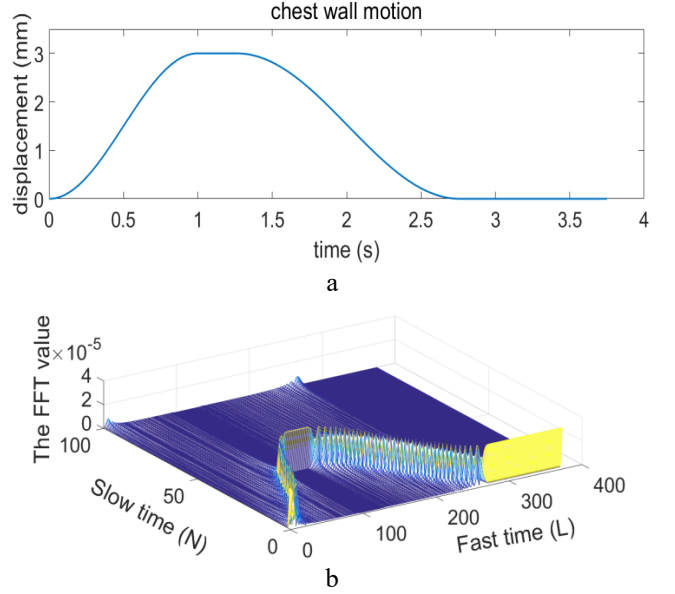 chest wall motion
displacement (mm)
3
2
1
0
0 0.5 1 1.5 2 2.5 3 3.5 4
time (s)
a
The FFT value
×10⁻⁵
4
2
0
100
50
0
Slow time (N)
0 100 200 300 400
Fast time (L)
b